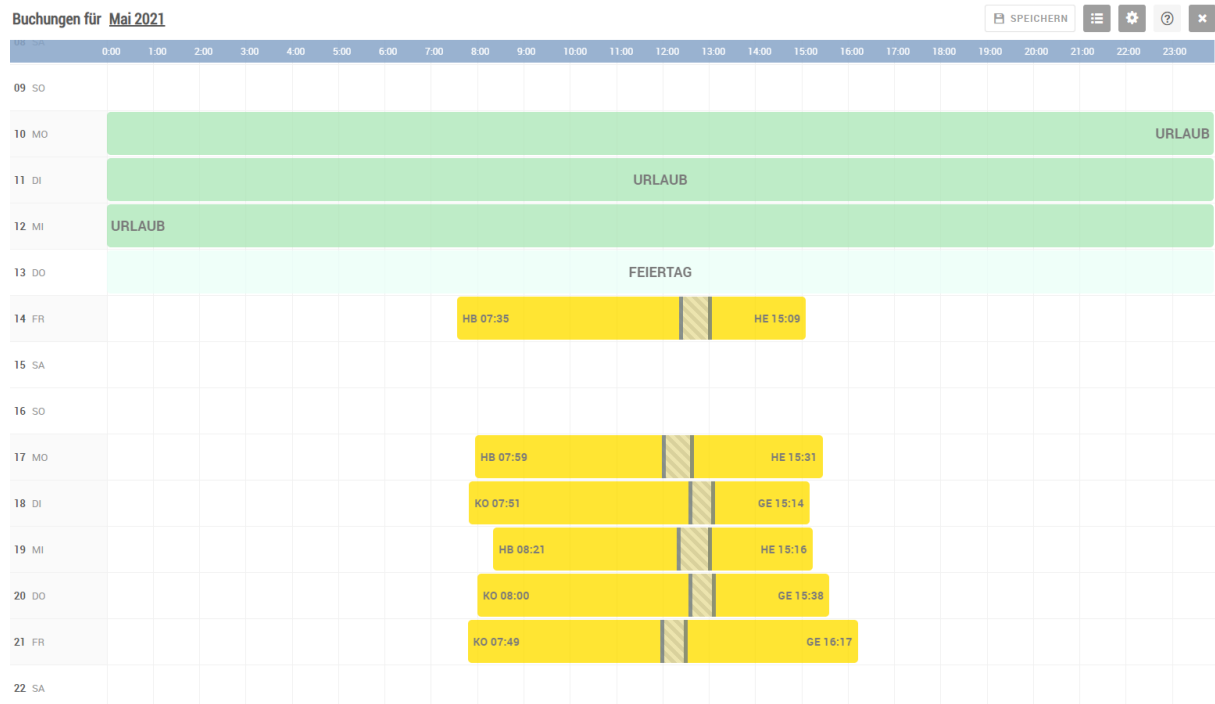 Buchungen für Mai 2021 SPEICHERN
08 SA 0:00 1:00 2:00 3:00 4:00 5:00 6:00 7:00 8:00 9:00 10:00 11:00 12:00 13:00 14:00 15:00 16:00 17:00 18:00 19:00 20:00 21:00 22:00 23:00
09 SO
10 MO URLAUB
11 DI URLAUB
12 MI URLAUB
13 DO FEIERTAG
14 FR HB 07:35 HE 15:09
15 SA
16 SO
17 MO HB 07:59 HE 15:31
18 DI KO 07:51 GE 15:14
19 MI HB 08:21 HE 15:16
20 DO KO 08:00 GE 15:38
21 FR KO 07:49 GE 16:17
22 SA